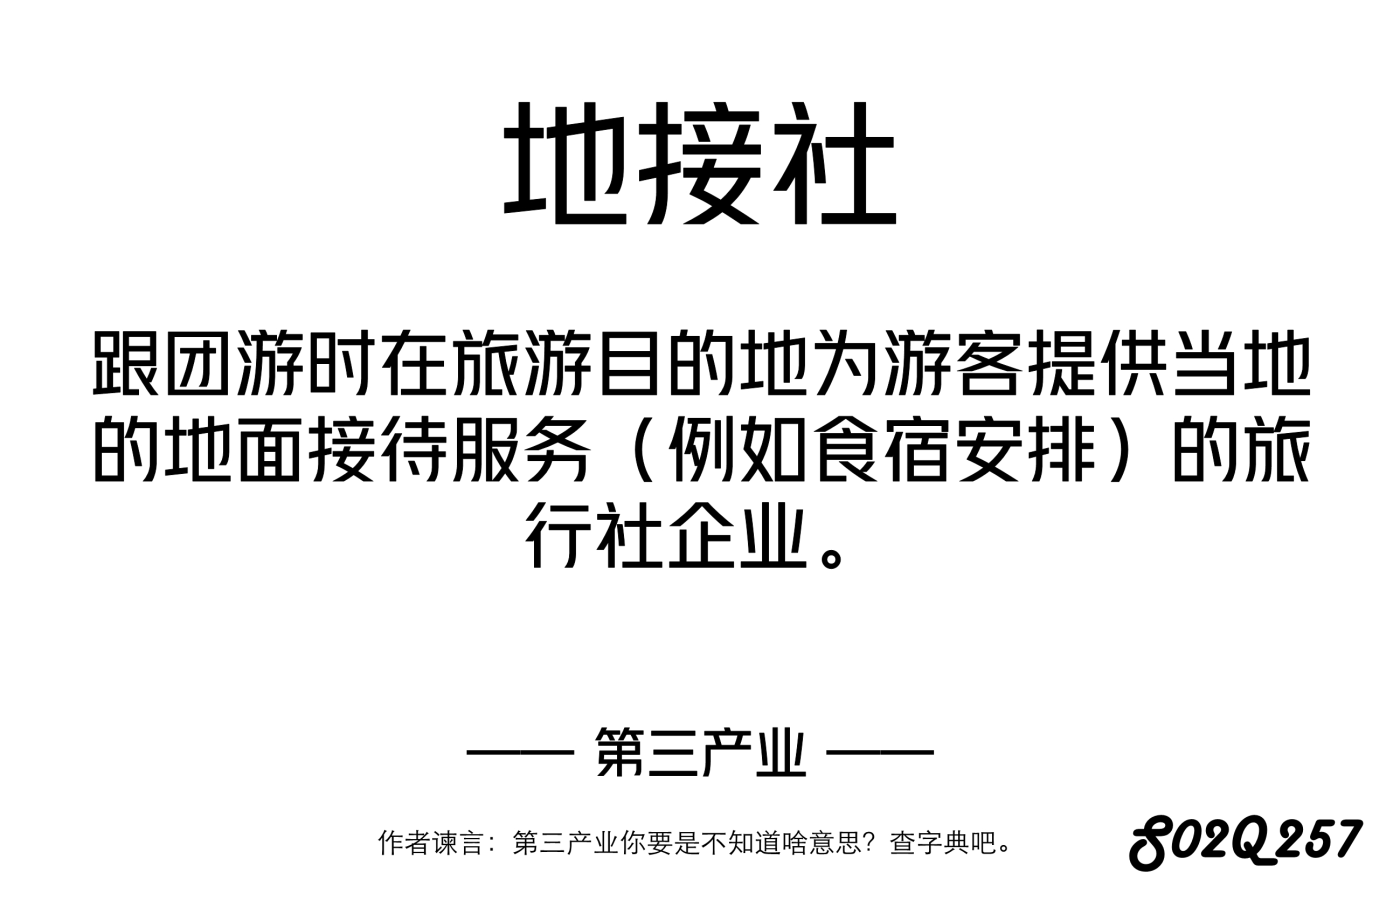 地接社
跟团游时在旅游目的地为游客提供当地
的地面接待服务（例如食宿安排）的旅
行社企业。
—— 第三产业 ——
作者谏言：第三产业你要是不知道啥意思？查字典吧。
S02Q257